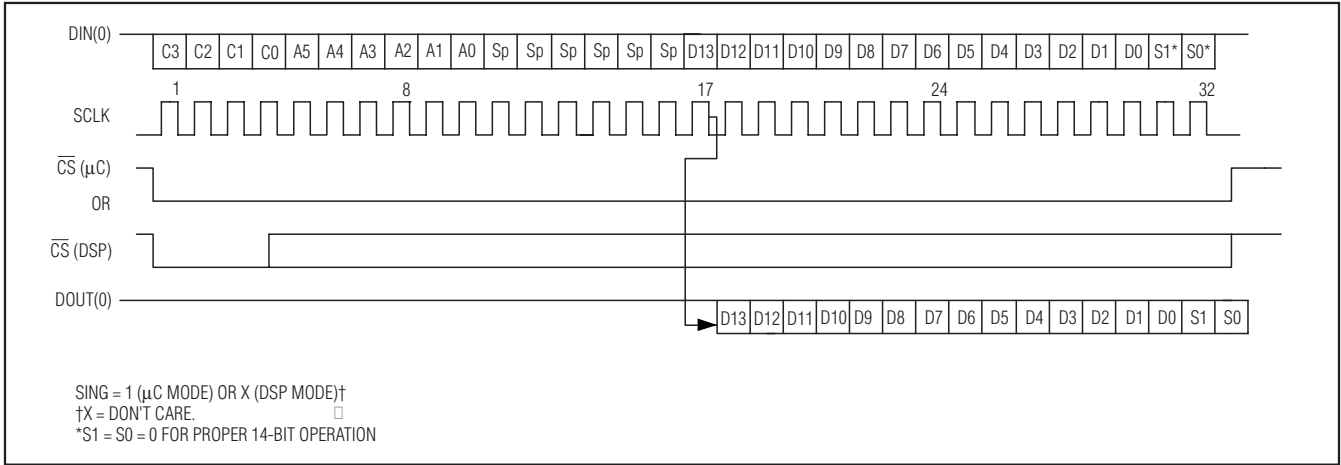 DIN(0) C3 C2 C1 C0 A5 A4 A3 A2 A1 A0 Sp Sp Sp Sp Sp Sp D13 D12 D11 D10 D9 D8 D7 D6 D5 D4 D3 D2 D1 D0 S1* S0*
1 8 17 24 32
SCLK
CS (μC)
OR
CS (DSP)
DOUT(0) D13 D12 D11 D10 D9 D8 D7 D6 D5 D4 D3 D2 D1 D0 S1 S0
SING = 1 (μC MODE) OR X (DSP MODE)†
†X = DON'T CARE.
*S1 = S0 = 0 FOR PROPER 14-BIT OPERATION